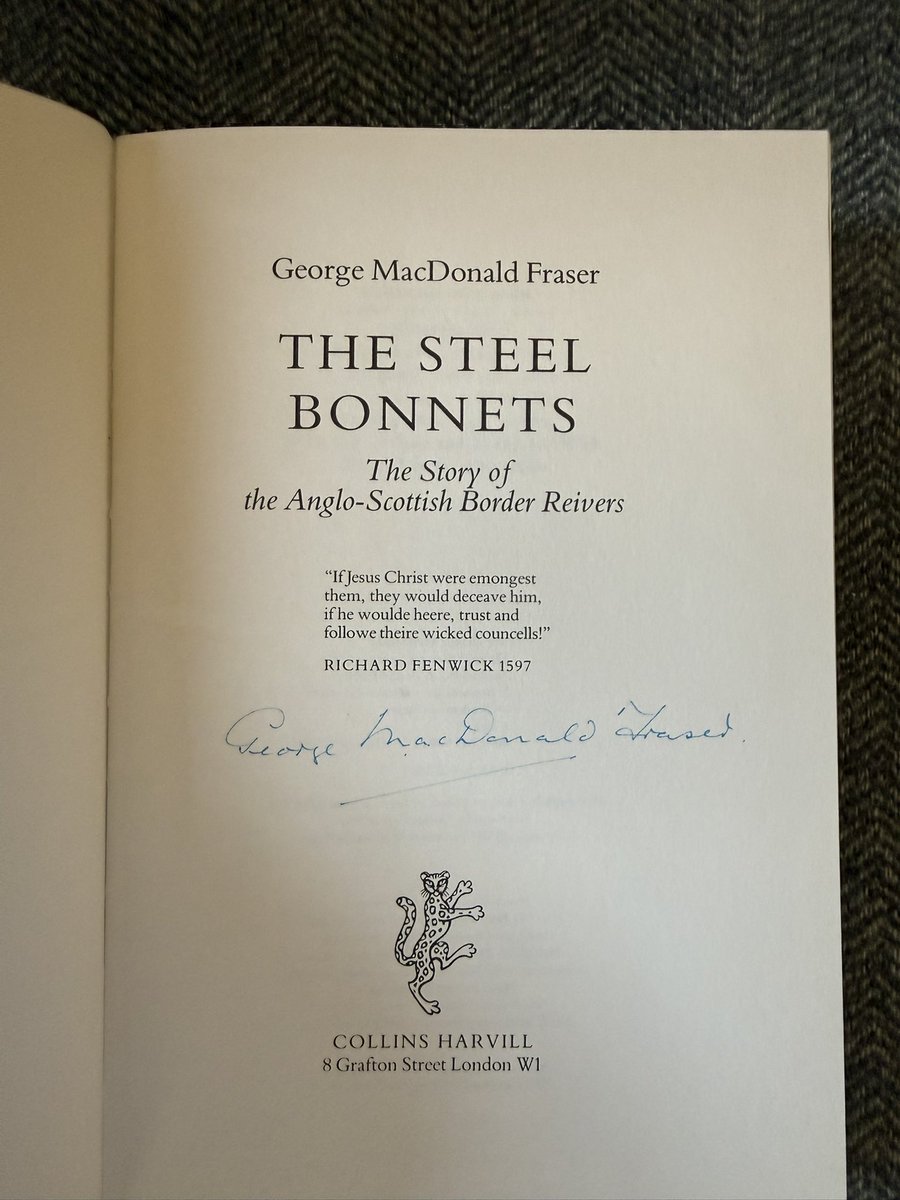 George MacDonald Fraser
THE STEEL
BONNETS
The Story of
the Anglo-Scottish Border Reivers
“If Jesus Christ were emongest
them, they would deceave him,
if he woulde heere, trust and
followe theire wicked councells!”
RICHARD FENWICK 1597
George MacDonald Fraser.
COLLINS HARVILL
8 Grafton Street London W1